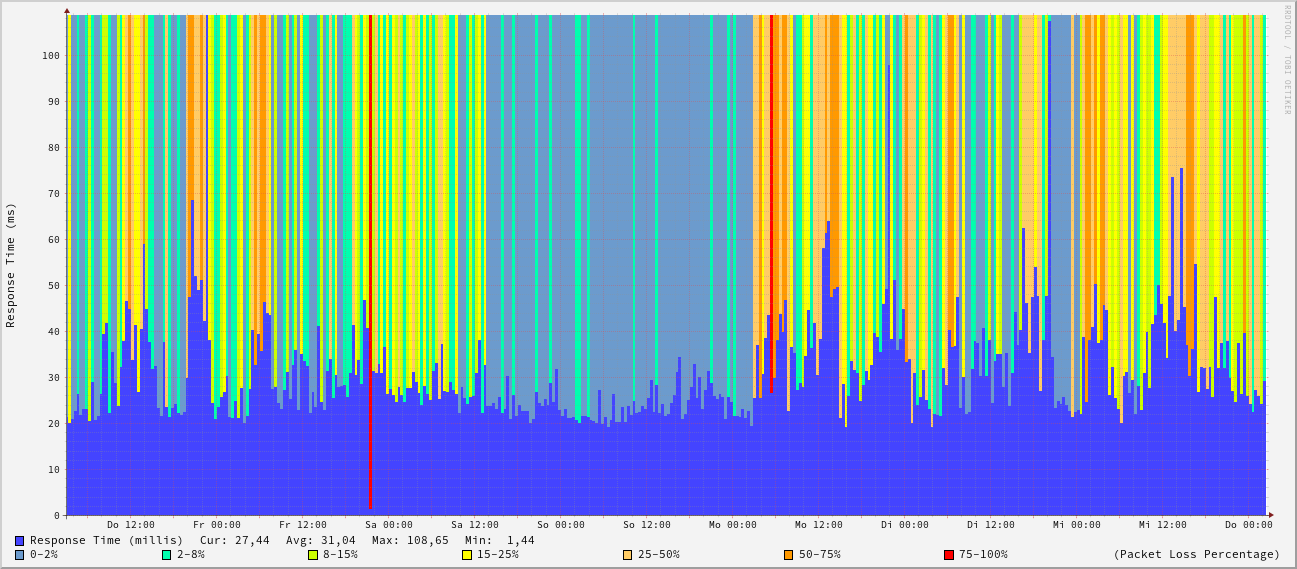 RRDTOOL / TOBI OETIKER
Response Time (ms)
100
90
80
70
60
50
40
30
20
10
0
Do 12:00 Fr 00:00 Fr 12:00 Sa 00:00 Sa 12:00 So 00:00 So 12:00 Mo 00:00 Mo 12:00 Di 00:00 Di 12:00 Mi 00:00 Mi 12:00 Do 00:00
Response Time (millis) Cur: 27,44 Avg: 31,04 Max: 108,65 Min: 1,44
0-2% 2-8% 8-15% 15-25% 25-50% 50-75% 75-100% (Packet Loss Percentage)